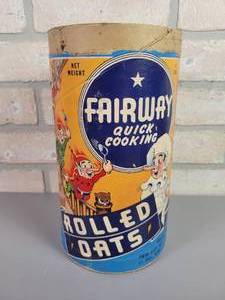 NET
WEIGHT
FAIRWAY
QUICK
COOKING
ROLLED
OATS